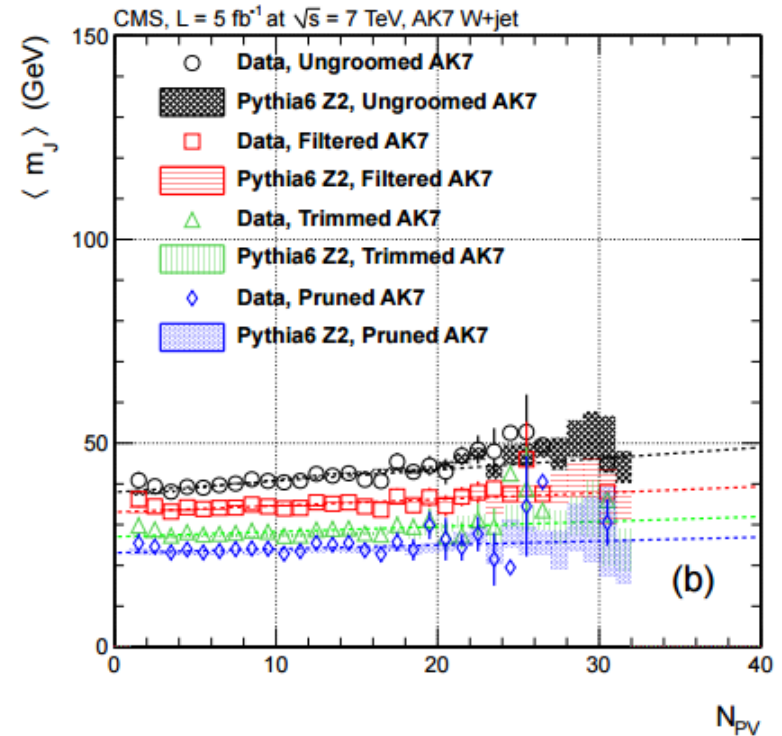 CMS, L = 5 fb⁻¹ at √s = 7 TeV, AK7 W+jet
⟨ m_J ⟩ (GeV)
150
100
50
0
Data, Ungroomed AK7
Pythia6 Z2, Ungroomed AK7
Data, Filtered AK7
Pythia6 Z2, Filtered AK7
Data, Trimmed AK7
Pythia6 Z2, Trimmed AK7
Data, Pruned AK7
Pythia6 Z2, Pruned AK7
(b)
0 10 20 30 40
N_PV